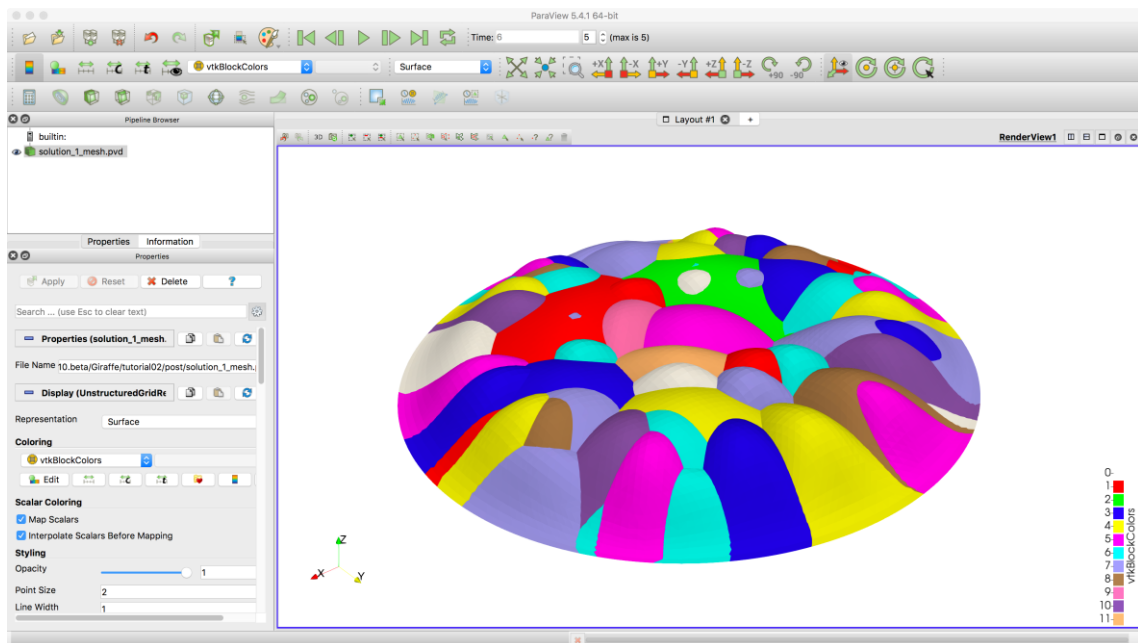 ParaView 5.4.1 64-bit
Time: 6 5 (max is 5)
vtkBlockColors Surface +X -X +Y -Y +Z -Z +90 -90
Pipeline Browser
Layout #1 +
builtin:
3D RenderView1
solution_1_mesh.pvd
Properties Information
Properties
Apply Reset Delete ?
Search ... (use Esc to clear text)
Properties (solution_1_mesh.
File Name 10.beta/Giraffe/tutorial02/post/solution_1_mesh.
Display (UnstructuredGridRe
Representation Surface
Coloring
vtkBlockColors
Edit
Scalar Coloring
Map Scalars
Interpolate Scalars Before Mapping
Styling
Opacity 1
Point Size 2
Line Width 1
Z
X
Y
0
1
2
3
4
5
6
7
8
9
10
11
vtkBlockColors